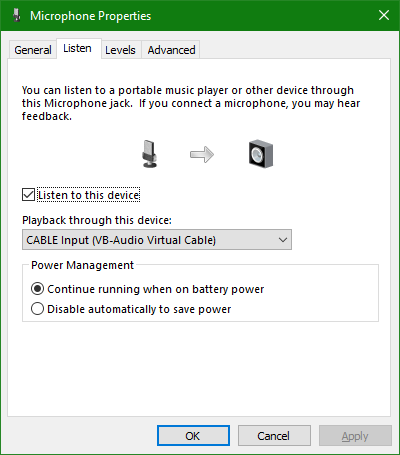 Microphone Properties
General Listen Levels Advanced
You can listen to a portable music player or other device through
this Microphone jack.  If you connect a microphone, you may hear
feedback.
Listen to this device
Playback through this device:
CABLE Input (VB-Audio Virtual Cable)
Power Management
Continue running when on battery power
Disable automatically to save power
OK Cancel Apply